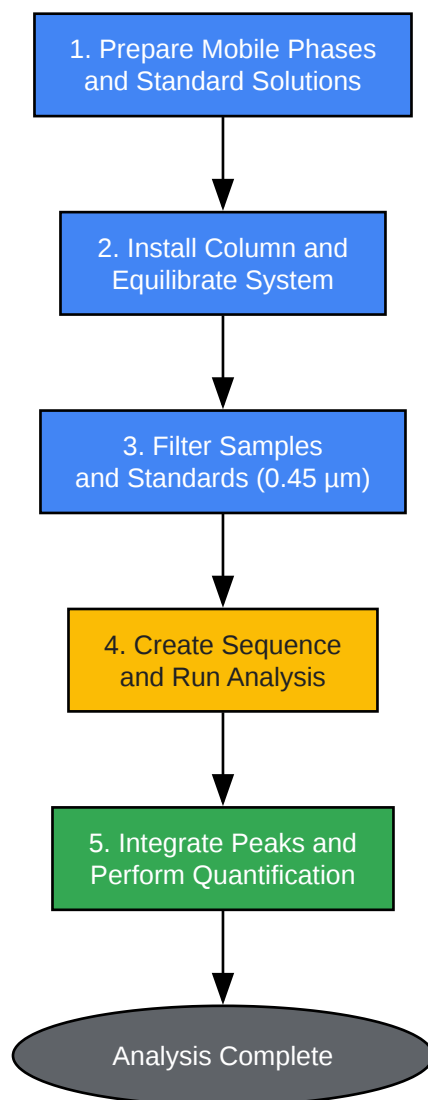 1. Prepare Mobile Phases
and Standard Solutions
2. Install Column and
Equilibrate System
3. Filter Samples
and Standards (0.45 µm)
4. Create Sequence
and Run Analysis
5. Integrate Peaks and
Perform Quantification
Analysis Complete